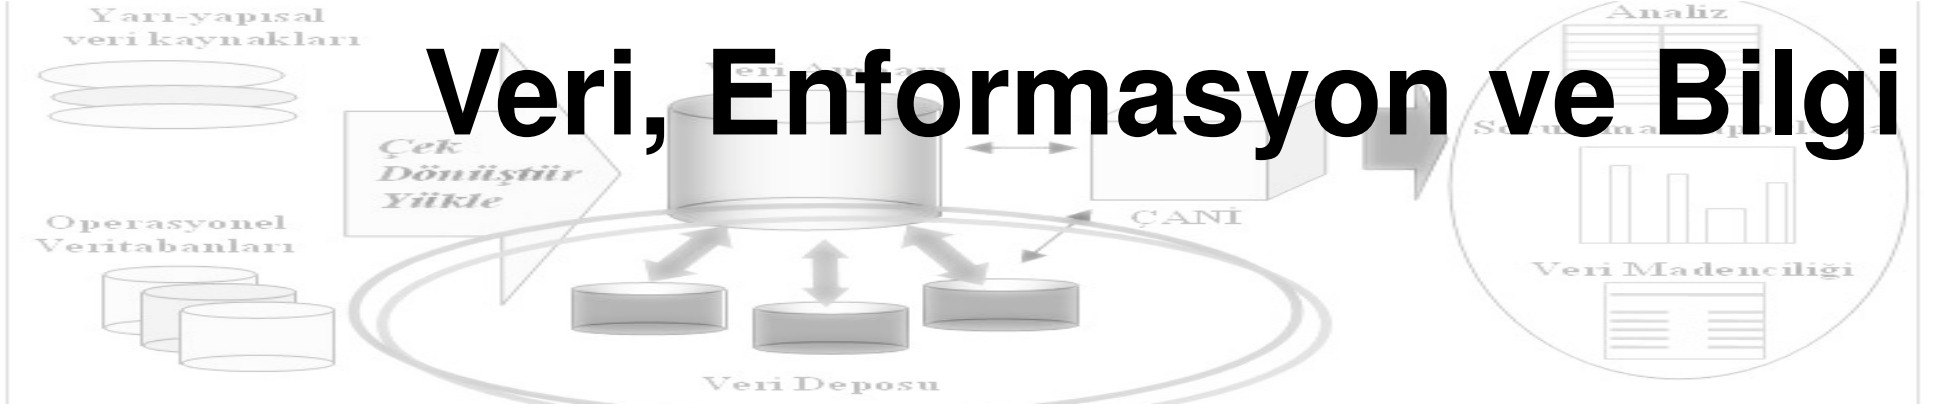 Yarı-yapısal
veri kaynakları
Veri, Enformasyon ve Bilgi
Çek
Dönüştür
Yükle
Operasyonel
Veritabanları
ÇANİ
Veri Deposu
Analiz
Veri Madenciliği